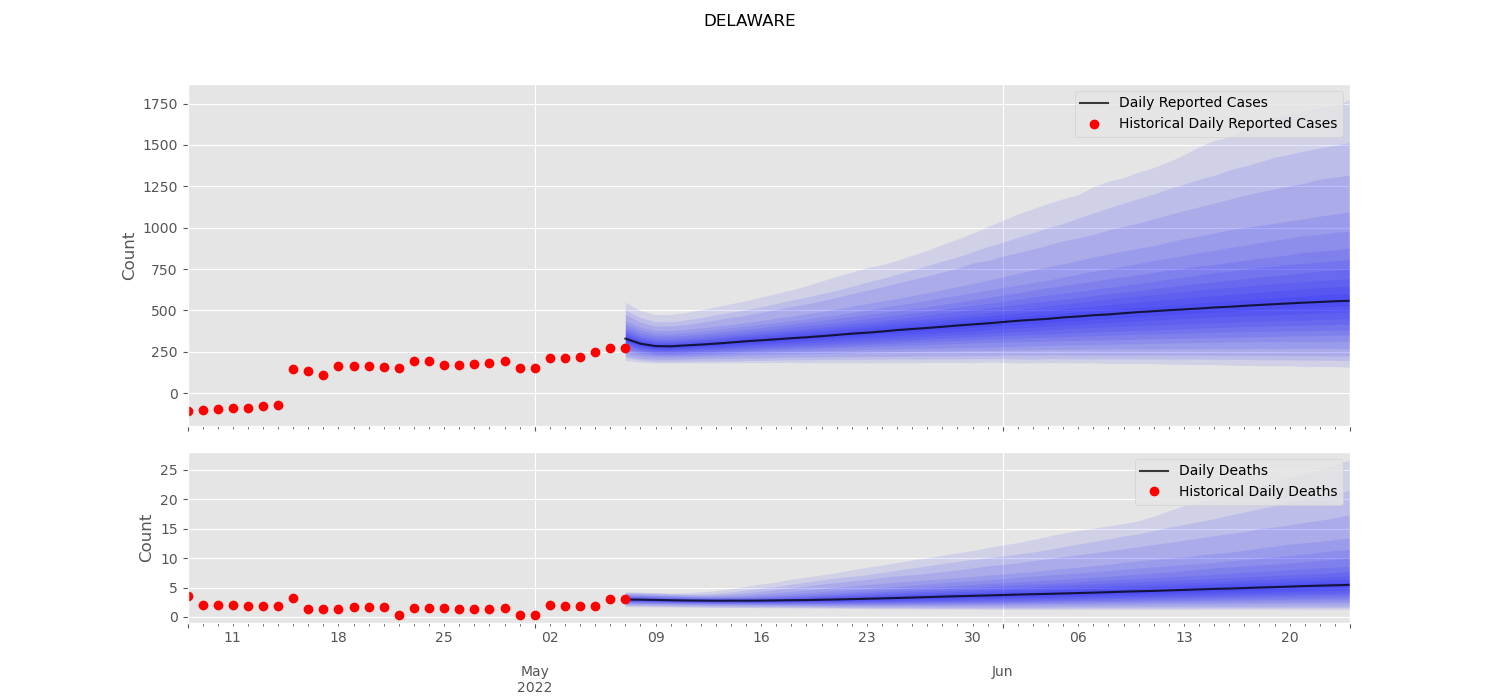 DELAWARE
1750
1500
1250
1000
750
500
250
0
Count
Daily Reported Cases
Historical Daily Reported Cases
25
20
15
10
5
0
Count
Daily Deaths
Historical Daily Deaths
11 18 25 02 09 16 23 30 06 13 20
May Jun
2022